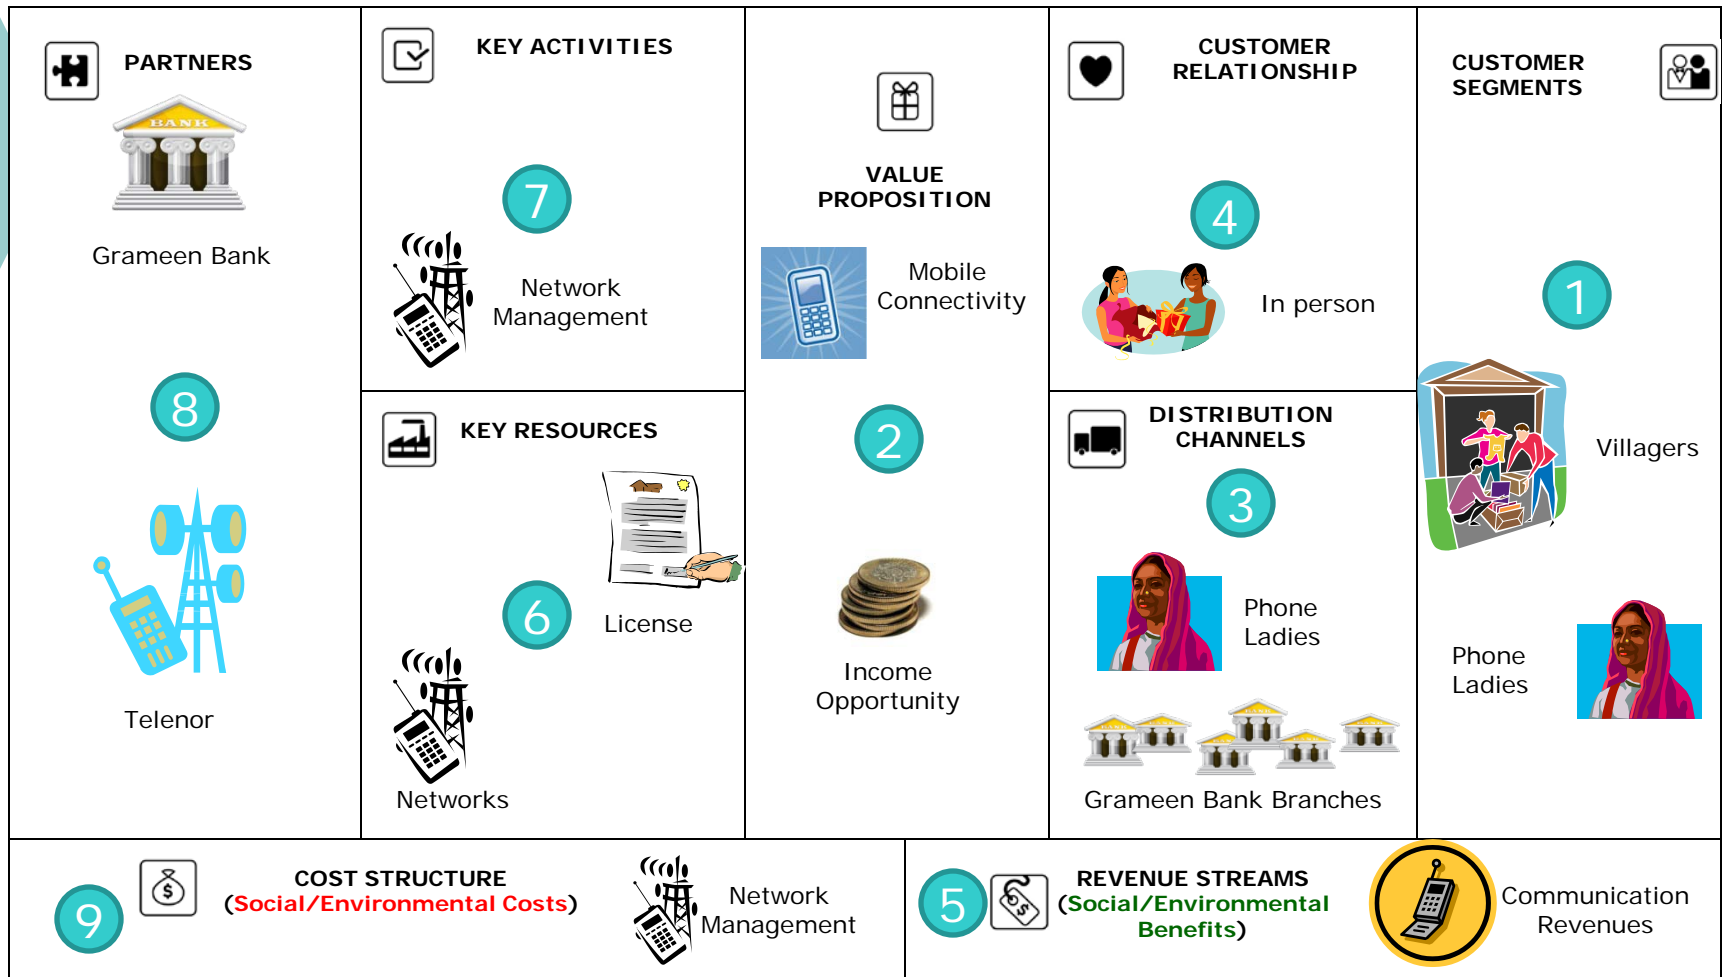 PARTNERS
BANK
Grameen Bank
8
Telenor
KEY ACTIVITIES
7
Network
Management
KEY RESOURCES
6
License
Networks
VALUE
PROPOSITION
Mobile
Connectivity
2
Income
Opportunity
CUSTOMER
RELATIONSHIP
4
In person
DISTRIBUTION
CHANNELS
3
Phone
Ladies
Grameen Bank Branches
CUSTOMER
SEGMENTS
1
Villagers
Phone
Ladies
9
$
COST STRUCTURE
(Social/Environmental Costs)
Network
Management
5
$
REVENUE STREAMS
(Social/Environmental
Benefits)
Communication
Revenues